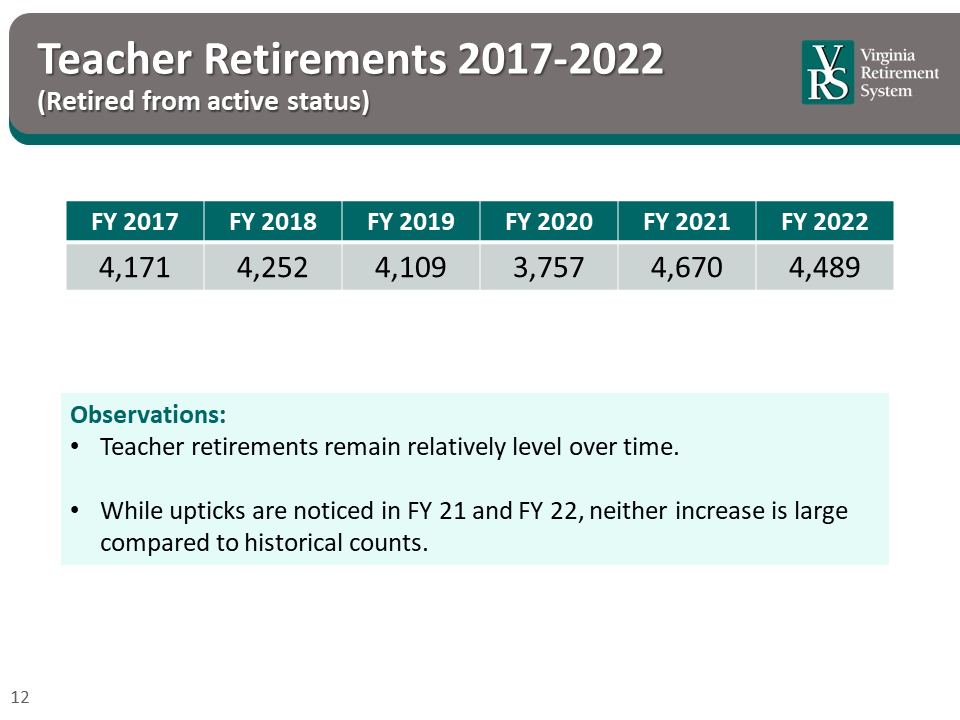 Teacher Retirements 2017-2022
(Retired from active status)
VRS
Virginia
Retirement
System
FY 2017 FY 2018 FY 2019 FY 2020 FY 2021 FY 2022
4,171 4,252 4,109 3,757 4,670 4,489
Observations:
• Teacher retirements remain relatively level over time.
• While upticks are noticed in FY 21 and FY 22, neither increase is large
compared to historical counts.
12